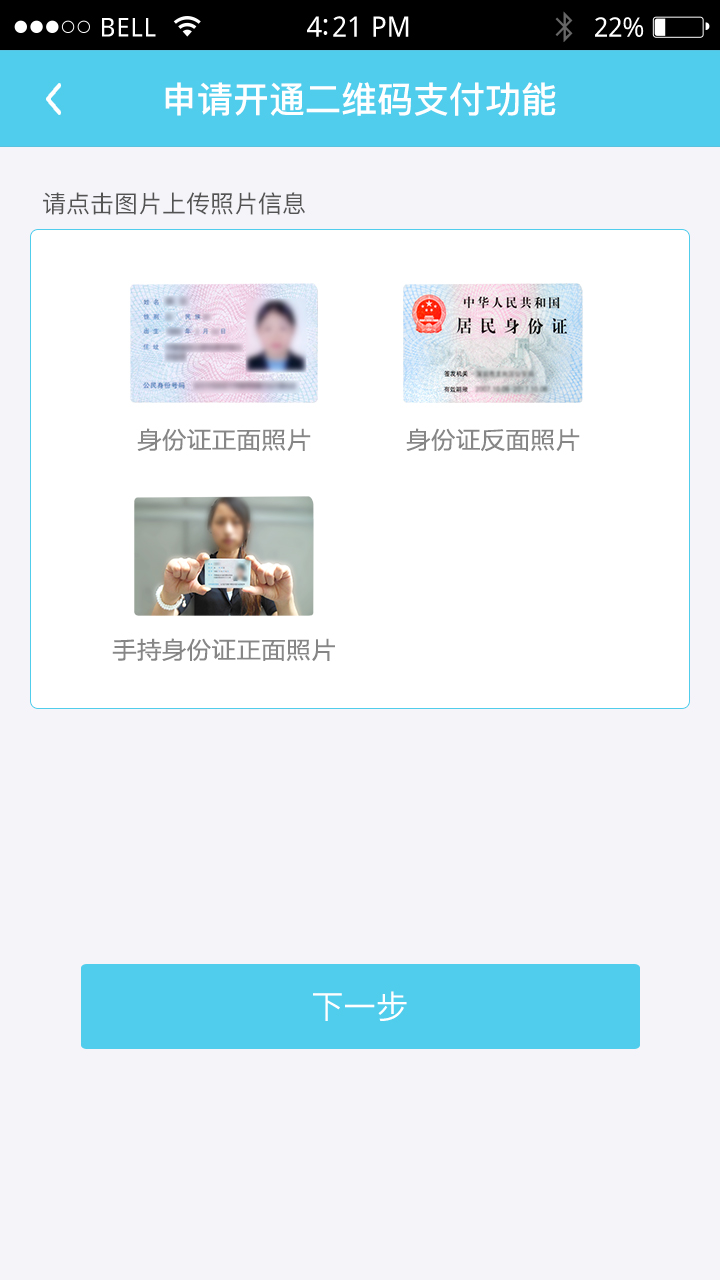 BELL 4:21 PM 22%
申请开通二维码支付功能
请点击图片上传照片信息
姓名
性别 民族
出生 年 月 日
住址
公民身份号码
中华人民共和国
居民身份证
签发机关
有效期限
身份证正面照片 身份证反面照片
手持身份证正面照片
下一步